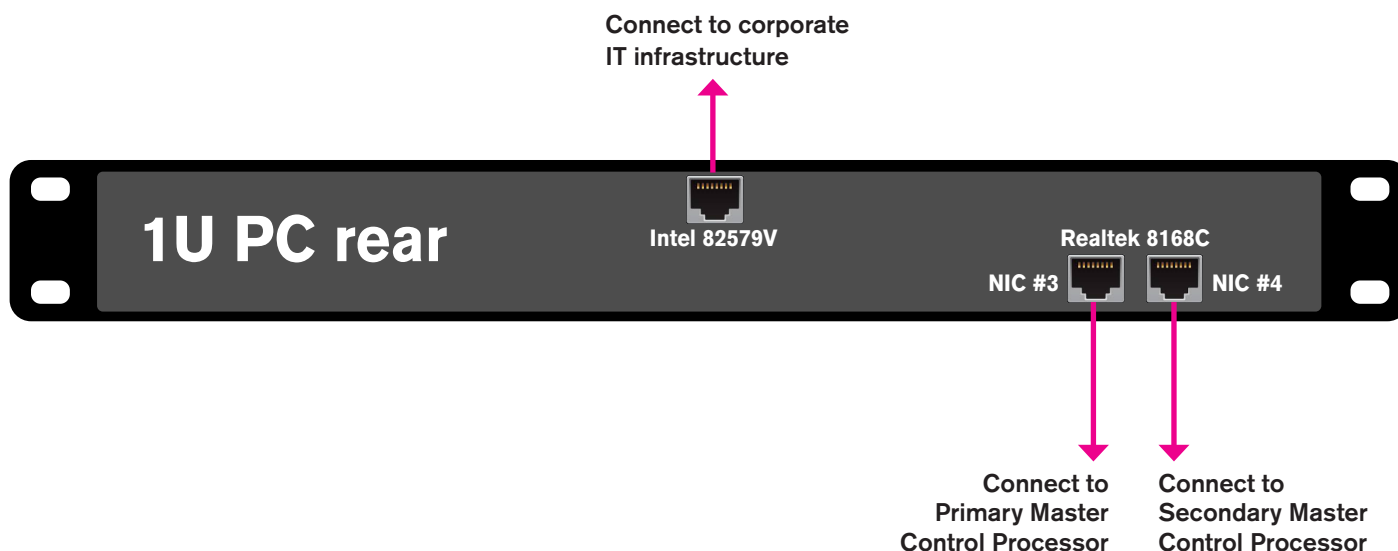 Connect to corporate
IT infrastructure
1U PC rear
Intel 82579V
Realtek 8168C
NIC #3
NIC #4
Connect to
Primary Master
Control Processor
Connect to
Secondary Master
Control Processor